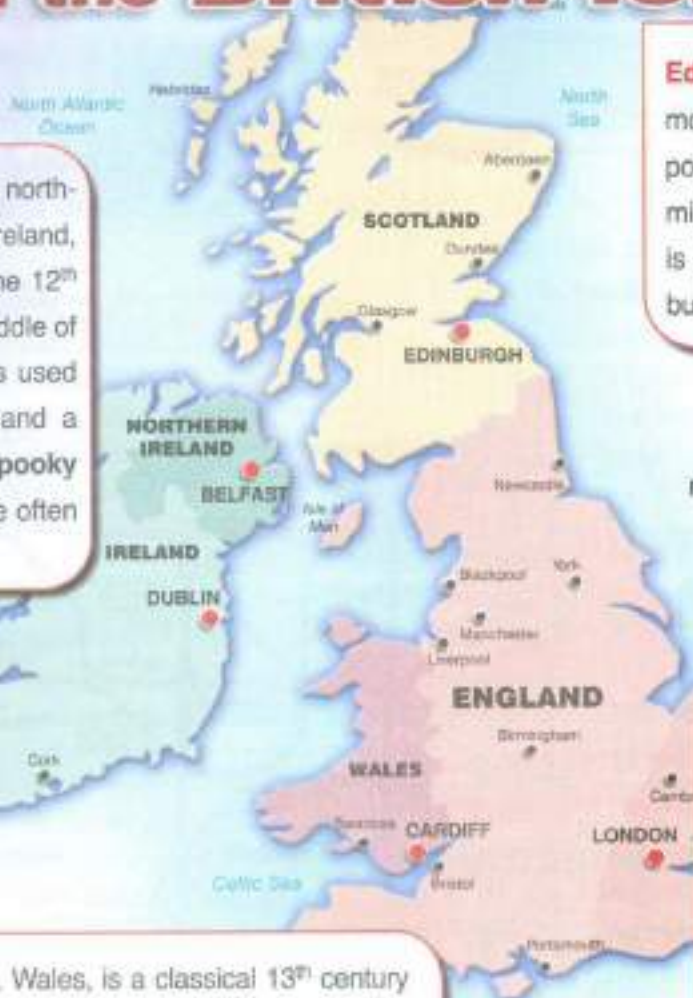 North Atlantic
Ocean
Hebrides
North
Sea
Aberdeen
SCOTLAND
Dundee
Glasgow
EDINBURGH
north-
reland,
ne 12th
ddle of
s used
and a
pooky
e often
Ed
mo
po
mi
is
bu
NORTHERN
IRELAND
BELFAST
Isle of
Man
Newcastle
IRELAND
DUBLIN
Blackpool
York
Manchester
Liverpool
ENGLAND
Birmingham
WALES
Cork
Camb
Swansea
CARDIFF
LONDON
Bristol
Celtic Sea
Portsmouth
, Wales, is a classical 13th century